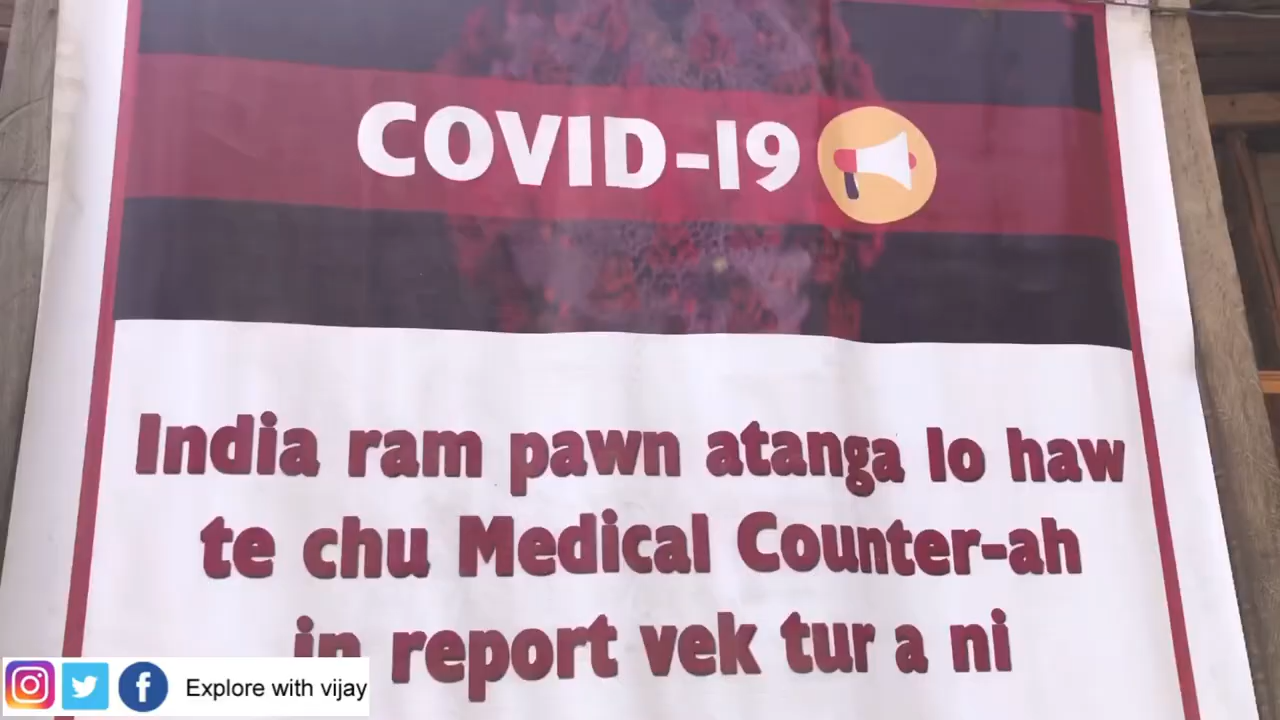 COVID-19
India ram pawn atanga lo haw
te chu Medical Counter-ah
in report vek tur a ni
Explore with vijay